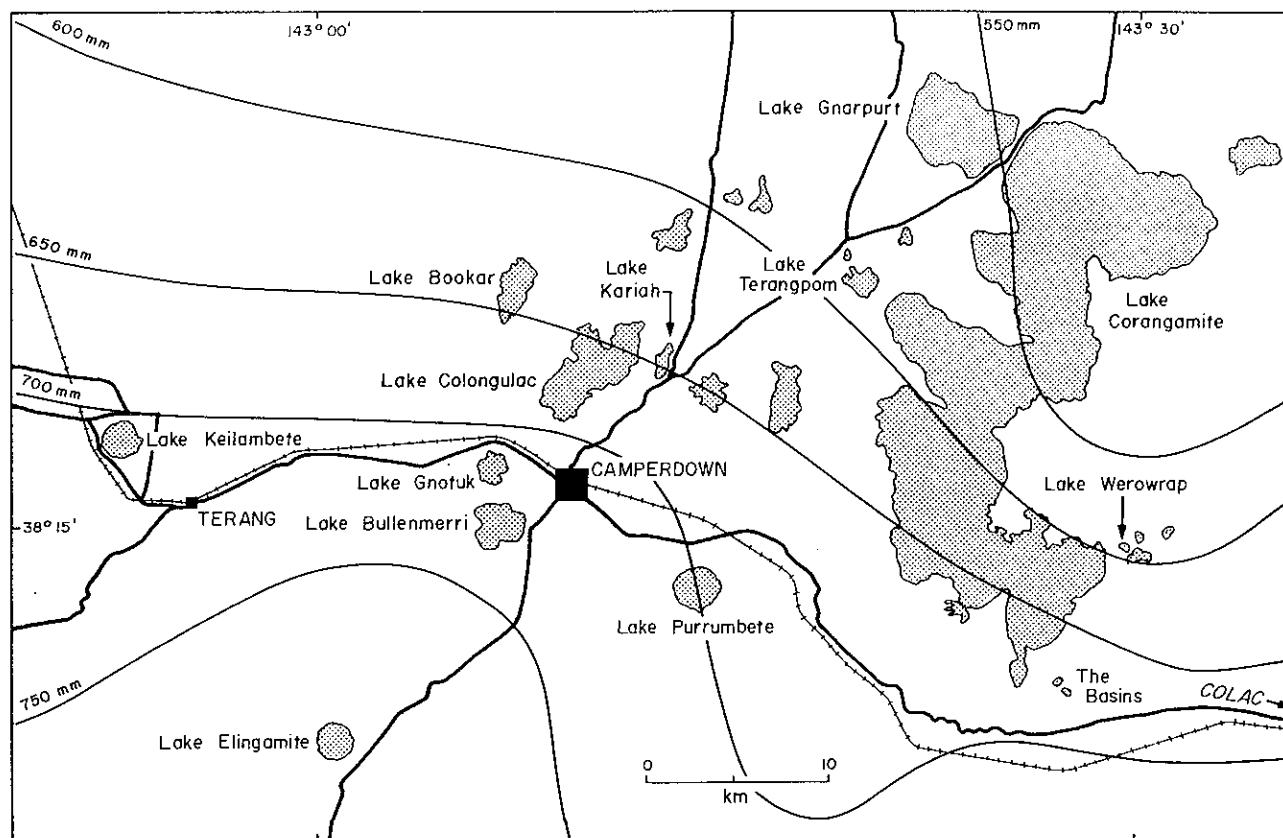 143° 00'
550 mm
143° 30'
600 mm
Lake Gnarpurt
650 mm
Lake Bookar
Lake
Kariah
Lake
Terangpom
Lake
Corangamite
700 mm
Lake Colongulac
Lake Keilambete
CAMPERDOWN
Lake Gnotuk
Lake Werowrap
38° 15'
TERANG
Lake Bullenmerri
Lake Purrumbete
750 mm
The
Basins
COLAC
Lake Elingamite
0 10
km